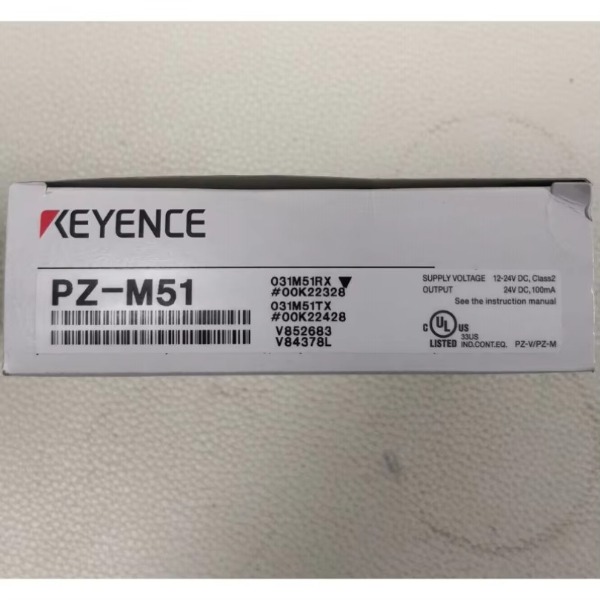 KEYENCE
PZ-M51
031M51RX ▼
#00K22328
031M51TX
#00K22428
V852683
V84378L
SUPPLY VOLTAGE 12-24V DC, Class2
OUTPUT 24V DC, 100mA
See the instruction manual
C UL US
LISTED 33US IND.CONT.EQ. PZ-V/PZ-M